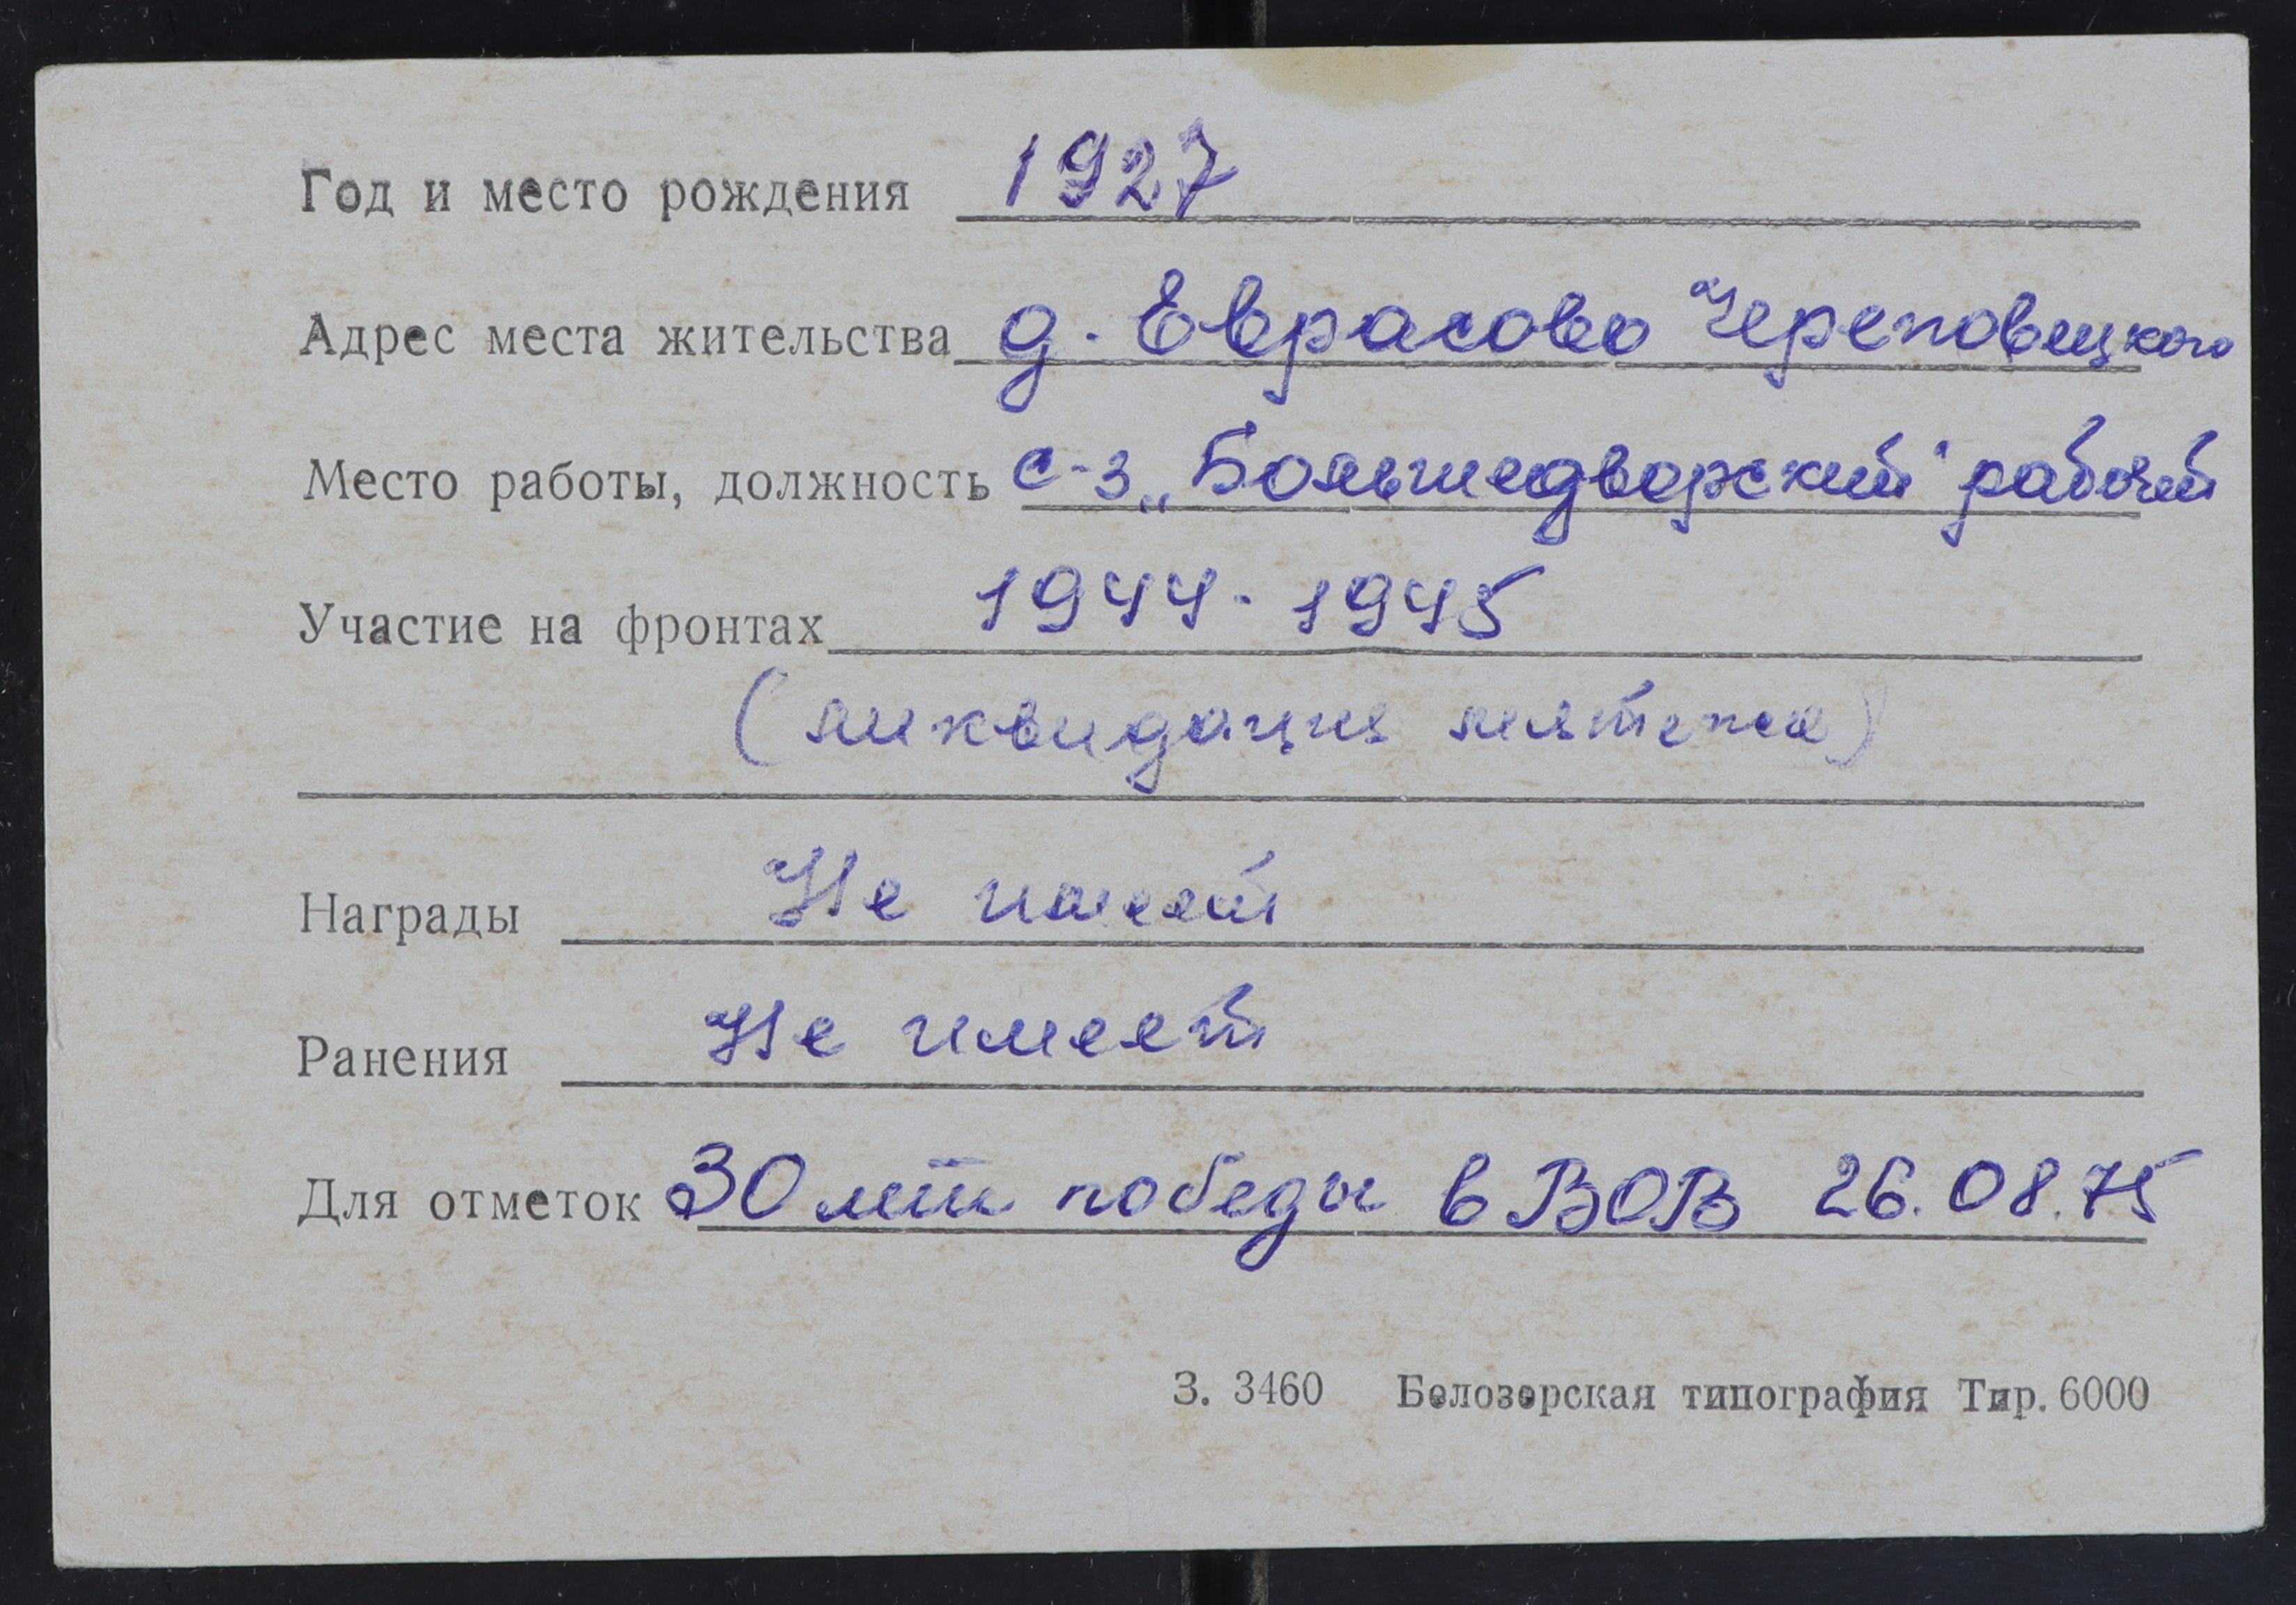 Год и место рождения 1927
Адрес места жительства д. Еврасово Череповецкого
Место работы, должность с-з „Большедворский" рабочий
Участие на фронтах 1944-1945
(ликвидация мятежа)
Награды Не имеет
Ранения Не имеет
Для отметок 30 лет победы в ВОВ 26.08.75
З. 3460 Белозерская типография Тир. 6000